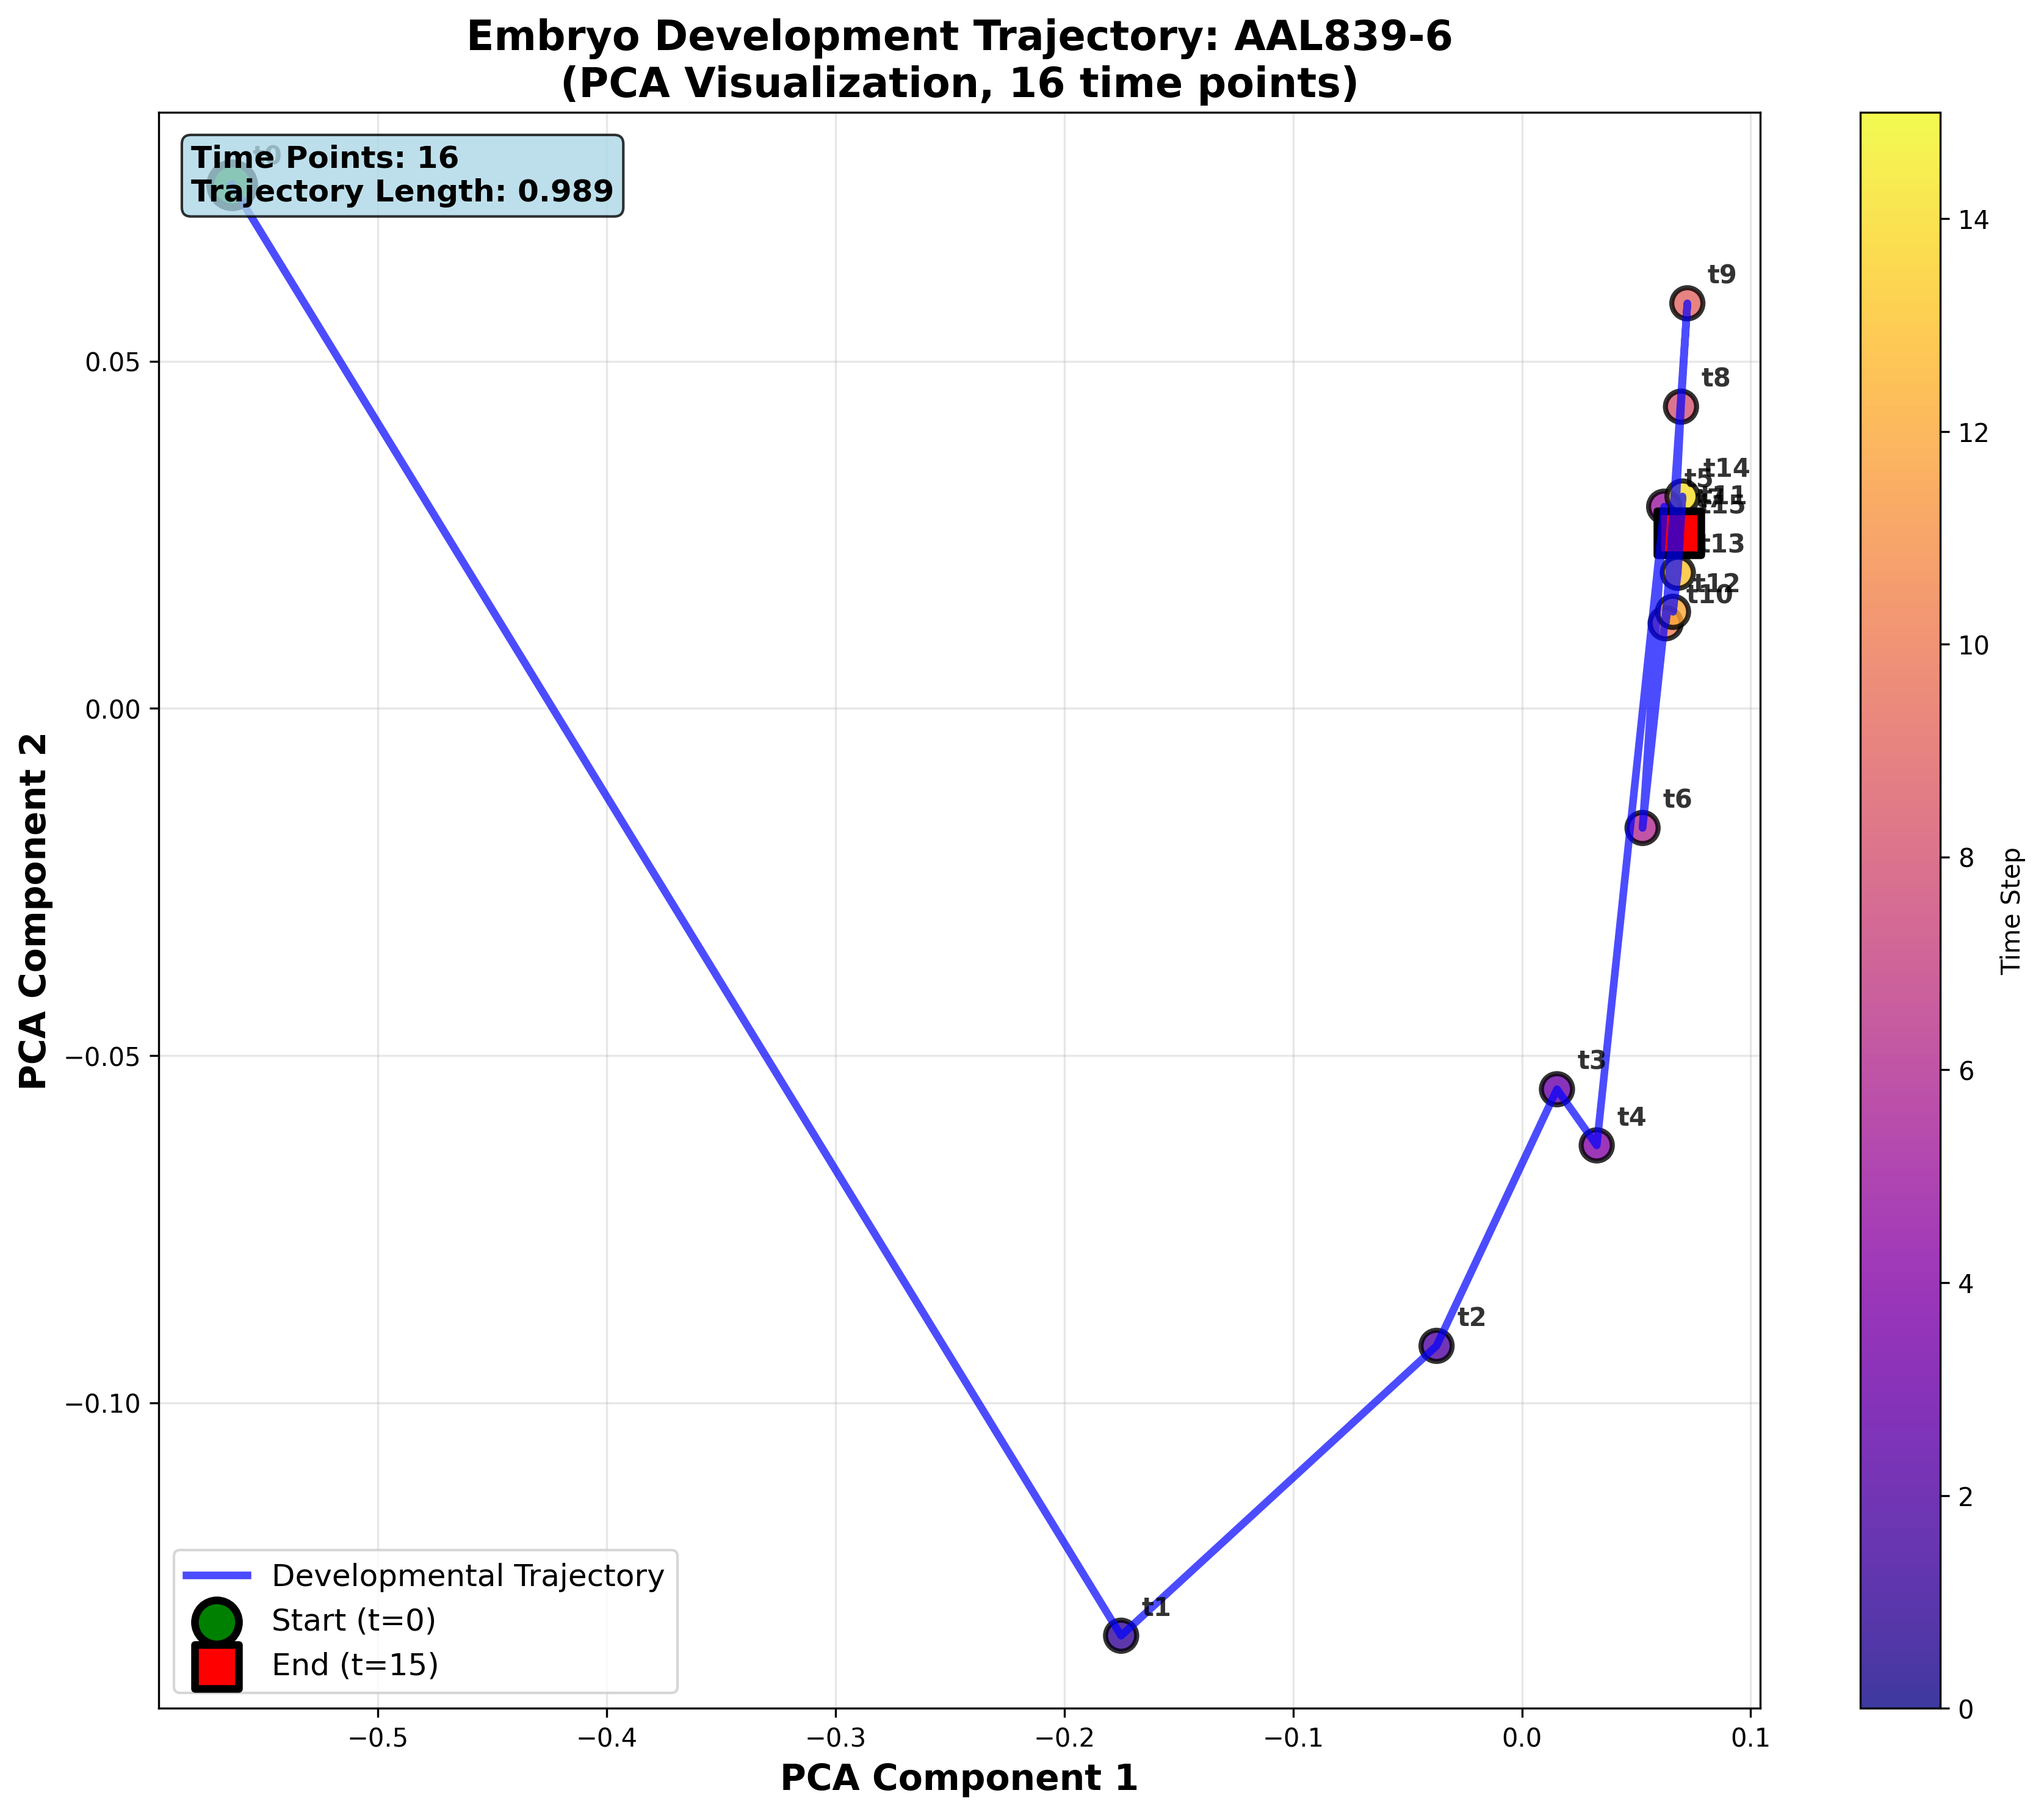 Embryo Development Trajectory: AAL839-6
(PCA Visualization, 16 time points)
t0
Time Points: 16
Trajectory Length: 0.989
t9
t8
t14
t5
t11
t15
t13
t12
t10
t6
t3
t4
t2
t1
0.05
0.00
−0.05
−0.10
PCA Component 2
Developmental Trajectory
Start (t=0)
End (t=15)
−0.5
−0.4
−0.3
−0.2
−0.1
0.0
0.1
PCA Component 1
14
12
10
8
6
4
2
0
Time Step